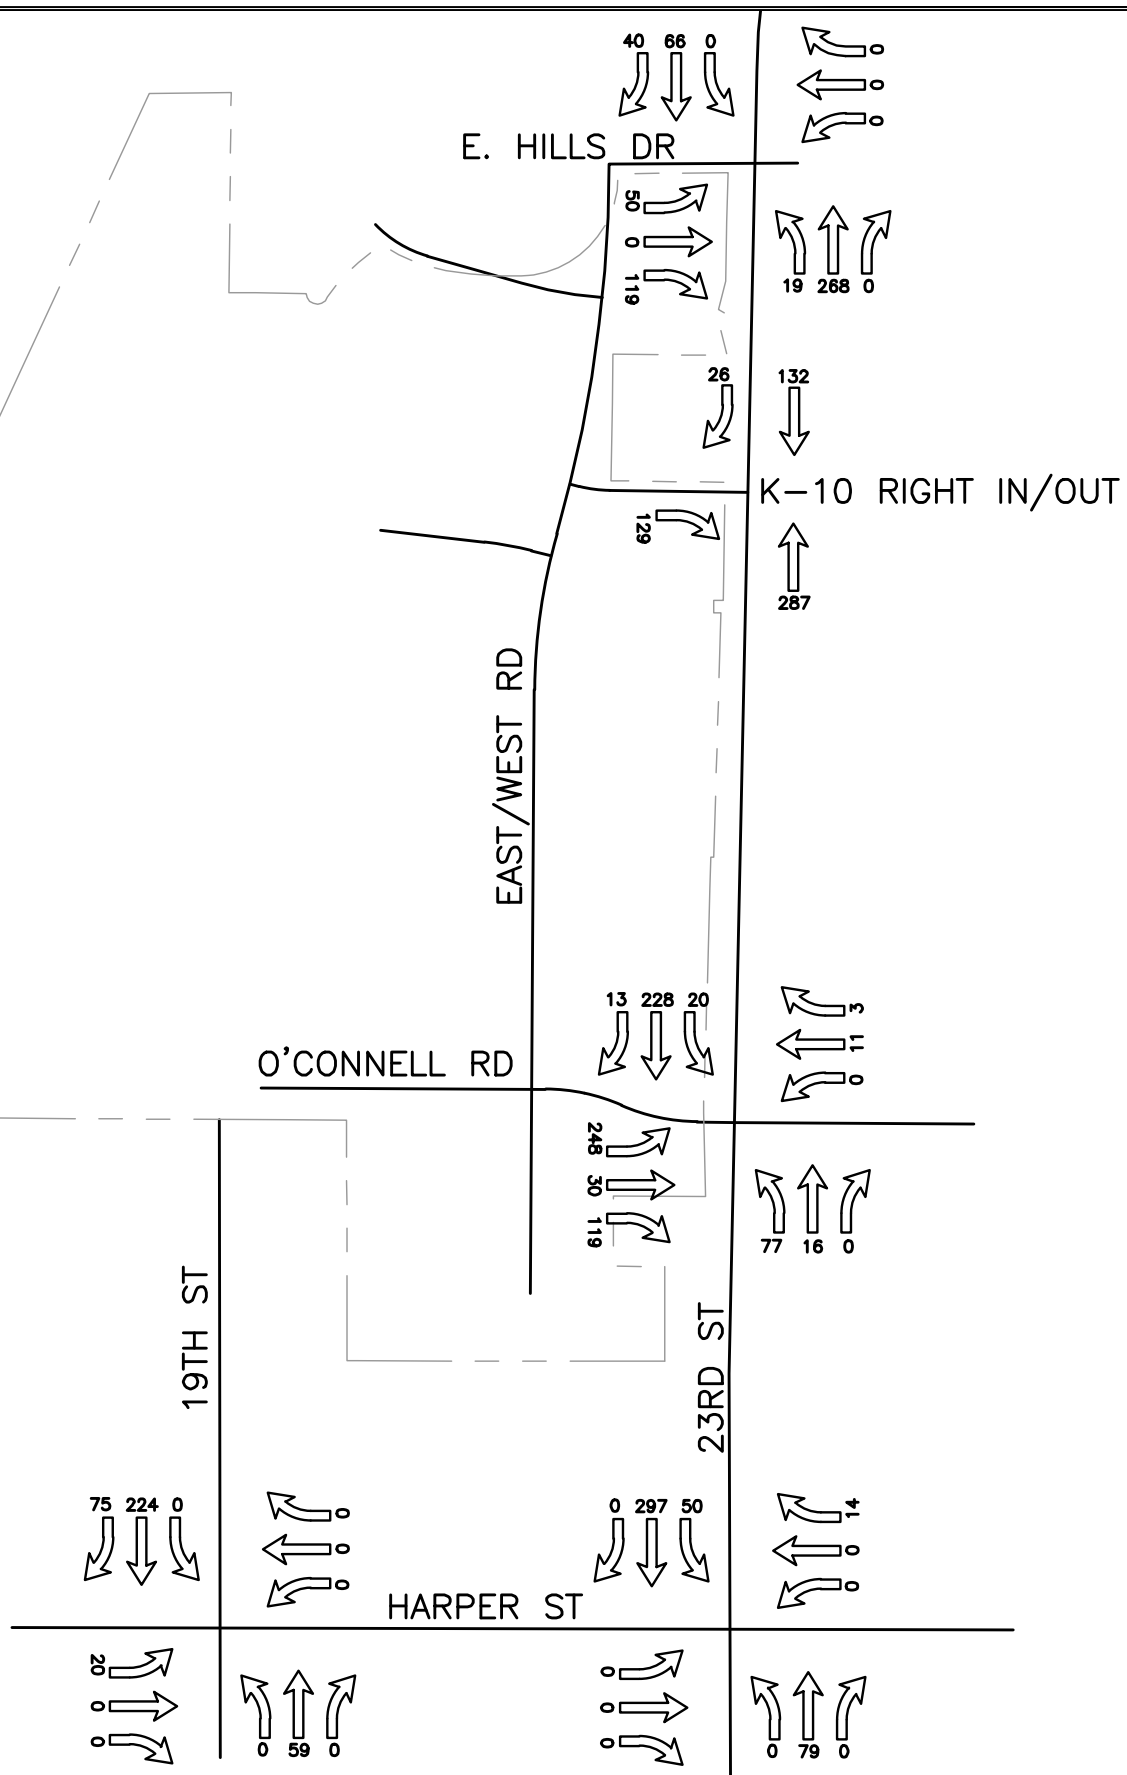 40 66 0
0
0
0
E. HILLS DR
50
0
119
19 268 0
26
132
K-10 RIGHT IN/OUT
129
287
EAST/WEST RD
13 228 20
3
11
0
O'CONNELL RD
248
30
119
77 16 0
19TH ST
23RD ST
75 224 0
0
0
0
0 297 50
14
0
0
HARPER ST
20
0
0
0 59 0
0
0
0
0 79 0